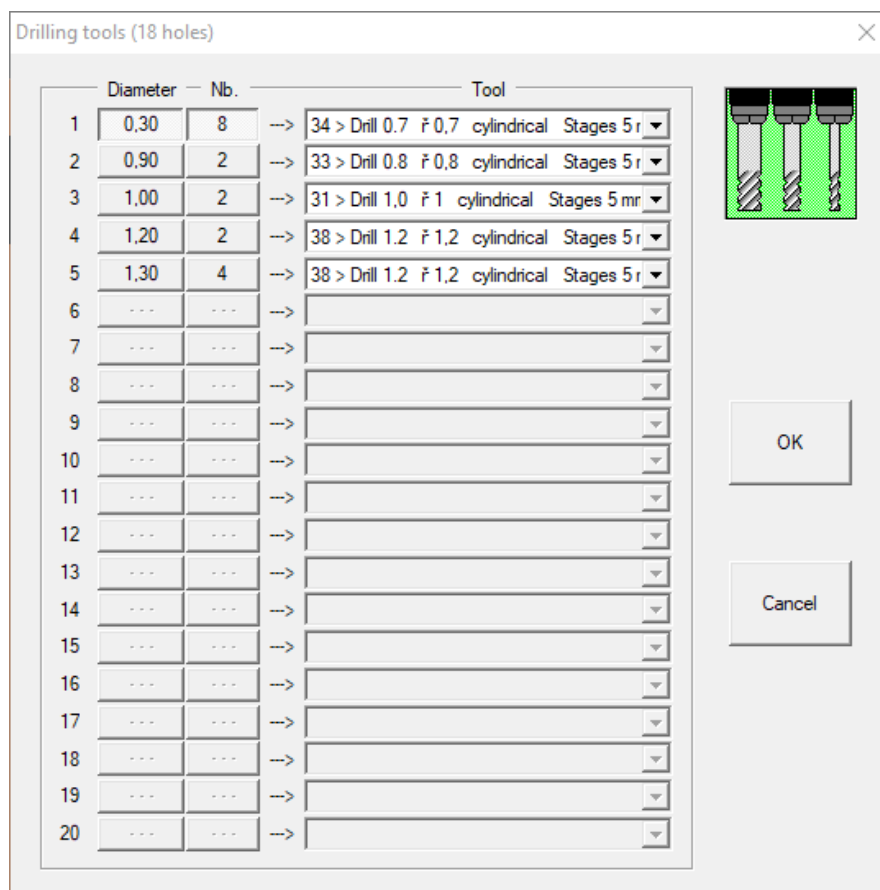 Drilling tools (18 holes)
Diameter Nb. Tool
1 0,30 8 --> 34 > Drill 0.7 ř 0,7 cylindrical Stages 5 r
2 0,90 2 --> 33 > Drill 0.8 ř 0,8 cylindrical Stages 5 r
3 1,00 2 --> 31 > Drill 1,0 ř 1 cylindrical Stages 5 mr
4 1,20 2 --> 38 > Drill 1.2 ř 1,2 cylindrical Stages 5 r
5 1,30 4 --> 38 > Drill 1.2 ř 1,2 cylindrical Stages 5 r
6 - - - - - - -->
7 - - - - - - -->
8 - - - - - - -->
9 - - - - - - -->
10 - - - - - - -->
OK
11 - - - - - - -->
12 - - - - - - -->
13 - - - - - - -->
14 - - - - - - -->
Cancel
15 - - - - - - -->
16 - - - - - - -->
17 - - - - - - -->
18 - - - - - - -->
19 - - - - - - -->
20 - - - - - - -->